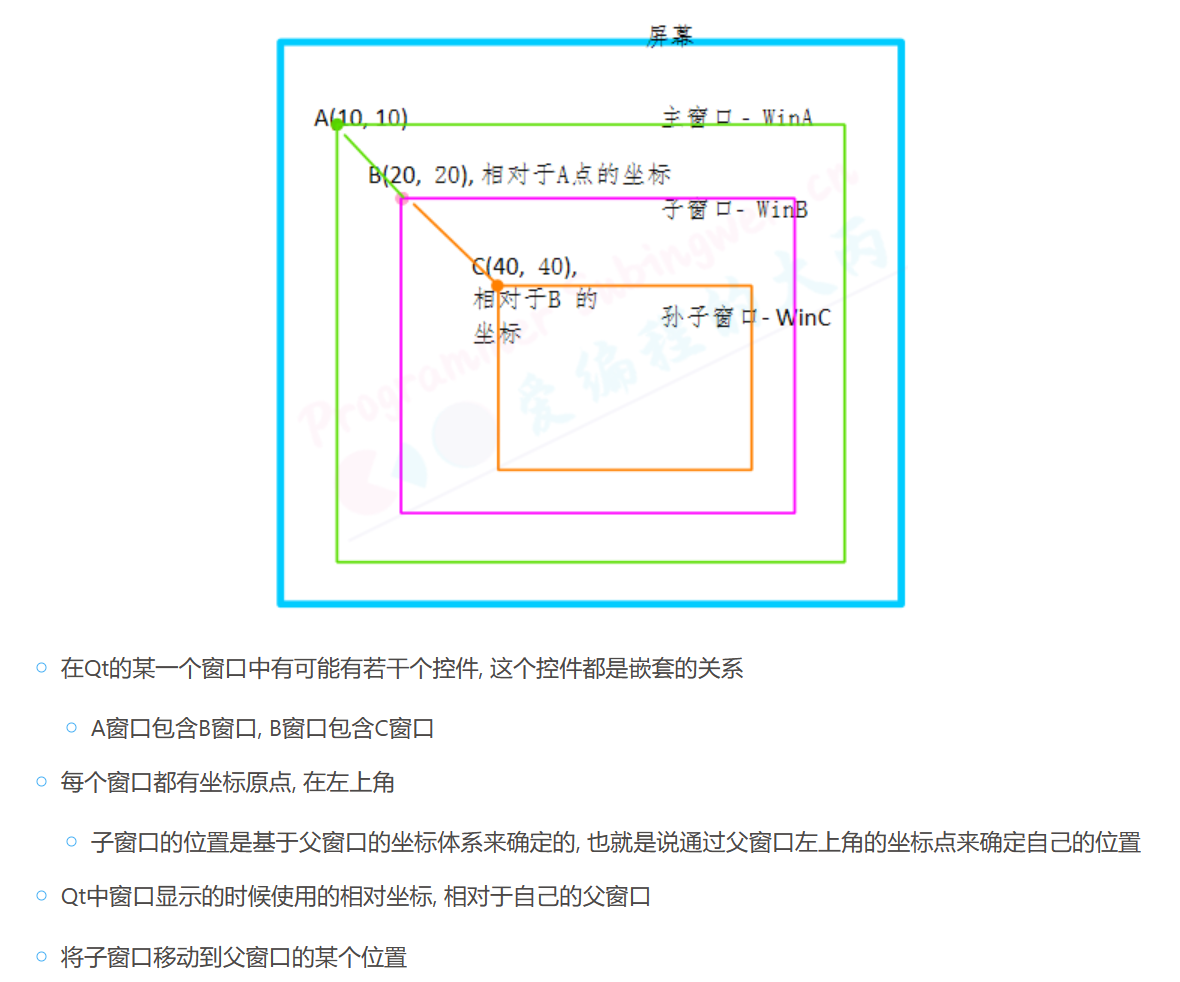 屏幕
A(10, 10)
主窗口 - WinA
B(20, 20), 相对于A点的坐标
子窗口- WinB
C(40, 40),
相对于B 的
坐标
孙子窗口- WinC
爱编程的大丙
在Qt的某一个窗口中有可能有若干个控件, 这个控件都是嵌套的关系
A窗口包含B窗口, B窗口包含C窗口
每个窗口都有坐标原点, 在左上角
子窗口的位置是基于父窗口的坐标体系来确定的, 也就是说通过父窗口左上角的坐标点来确定自己的位置
Qt中窗口显示的时候使用的相对坐标, 相对于自己的父窗口
将子窗口移动到父窗口的某个位置